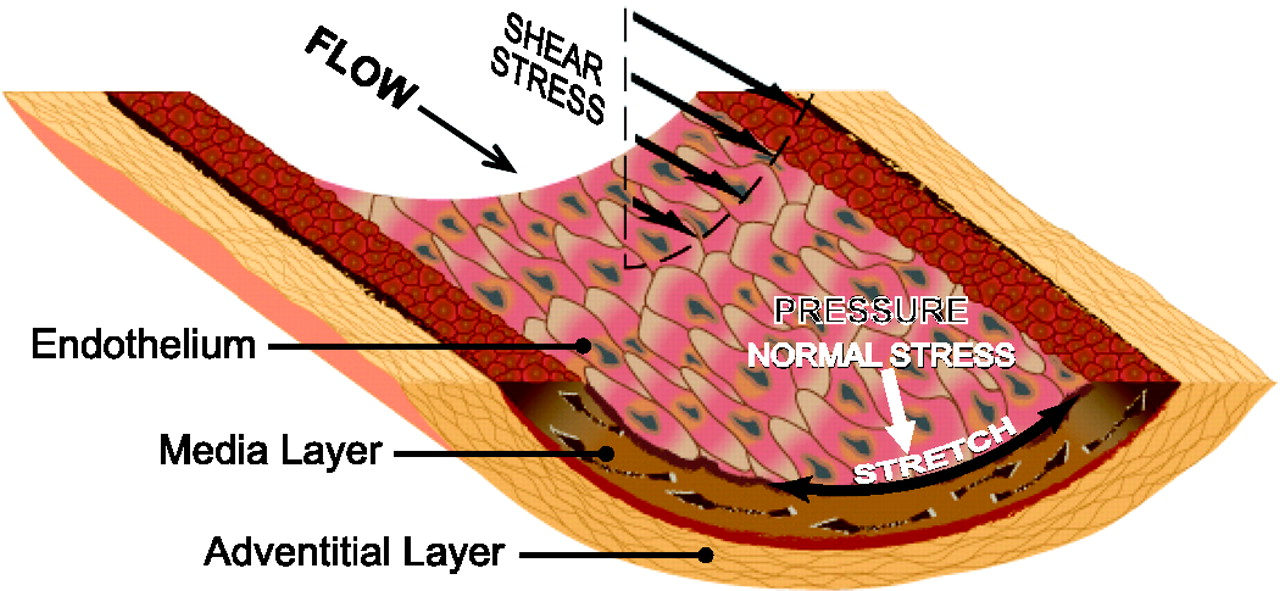 FLOW
SHEAR
STRESS
PRESSURE
NORMAL STRESS
STRETCH
Endothelium
Media Layer
Adventitial Layer